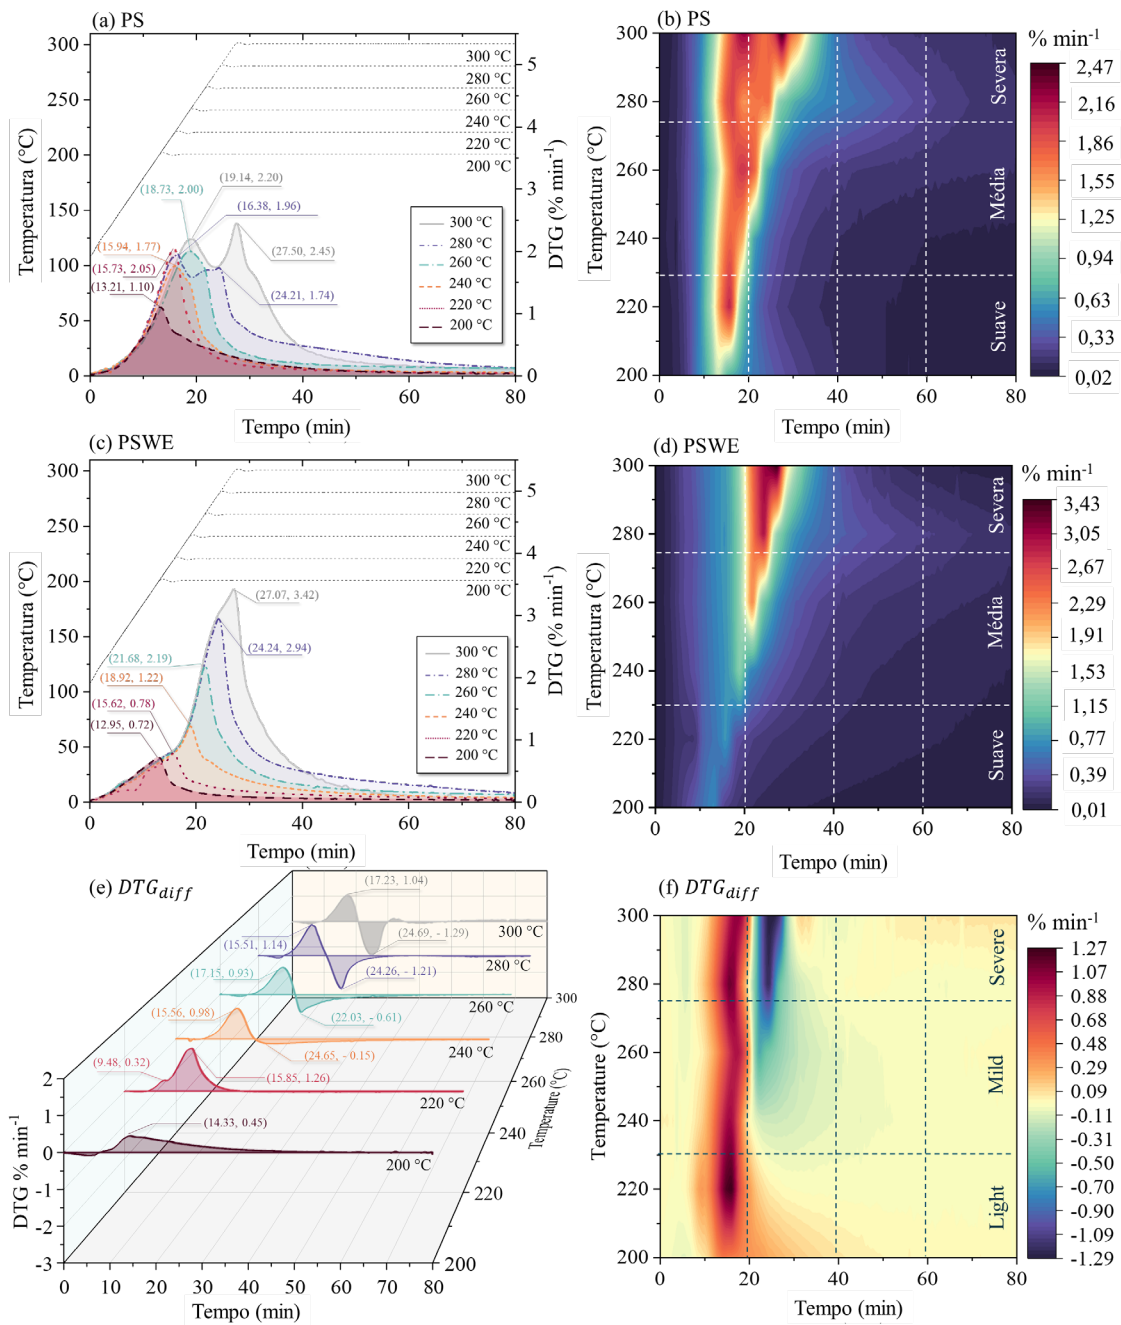 (a) PS
300
250
200
150
100
50
0
Temperatura (°C)
300 °C
280 °C
260 °C
240 °C
220 °C
200 °C
(19.14, 2.20)
(18.73, 2.00)
(16.38, 1.96)
(15.94, 1.77)
(15.73, 2.05)
(13.21, 1.10)
(27.50, 2.45)
(24.21, 1.74)
300 °C
280 °C
260 °C
240 °C
220 °C
200 °C
5
4
3
2
1
0
DTG (% min⁻¹)
0 20 40 60 80
Tempo (min)
(b) PS
300
280
260
240
220
200
Temperatura (°C)
Severa
Média
Suave
0 20 40 60 80
Tempo (min)
% min⁻¹
2,47
2,16
1,86
1,55
1,25
0,94
0,63
0,33
0,02
(c) PSWE
300
250
200
150
100
50
0
Temperatura (°C)
300 °C
280 °C
260 °C
240 °C
220 °C
200 °C
(27.07, 3.42)
(24.24, 2.94)
(21.68, 2.19)
(18.92, 1.22)
(15.62, 0.78)
(12.95, 0.72)
300 °C
280 °C
260 °C
240 °C
220 °C
200 °C
5
4
3
2
1
0
DTG (% min⁻¹)
0 20 40 60 80
Tempo (min)
(d) PSWE
300
280
260
240
220
200
Temperatura (°C)
Severa
Média
Suave
0 20 40 60 80
Tempo (min)
% min⁻¹
3,43
3,05
2,67
2,29
1,91
1,53
1,15
0,77
0,39
0,01
(e) DTG_diff
(17.23, 1.04)
(24.69, - 1.29)
300 °C
(15.51, 1.14)
(24.26, - 1.21)
280 °C
(17.15, 0.93)
(22.03, - 0.61)
260 °C
(15.56, 0.98)
(24.65, - 0.15)
240 °C
(9.48, 0.32)
(15.85, 1.26)
220 °C
(14.33, 0.45)
200 °C
2
1
0
-1
-2
-3
DTG % min⁻¹
0 10 20 30 40 50 60 70 80
Tempo (min)
300
280
260
240
220
200
Temperature (°C)
(f) DTG_diff
300
280
260
240
220
200
Temperature (°C)
Severe
Mild
Light
0 20 40 60 80
Tempo (min)
% min⁻¹
1.27
1.08
0.88
0.68
0.48
0.29
0.09
-0.11
-0.31
-0.51
-0.70
-0.90
-1.09
-1.29